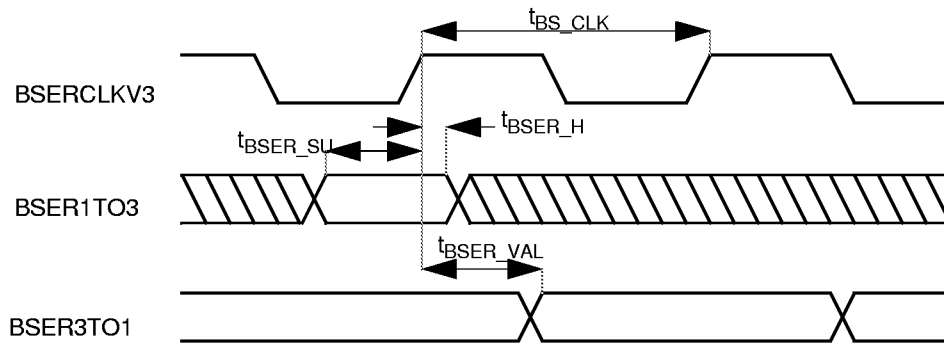 tBS_CLK
BSERCLKV3
tBSER_H
tBSER_SU
BSER1TO3
tBSER_VAL
BSER3TO1